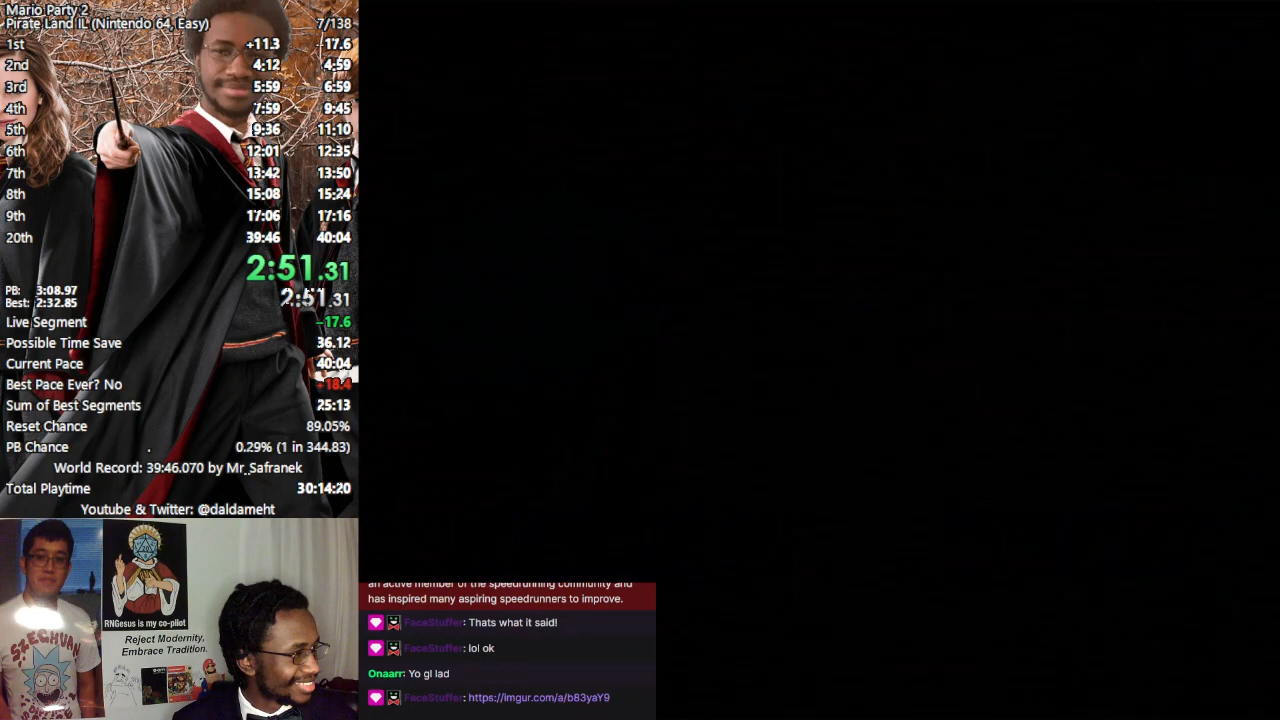 Mario Party 2
Pirate Land IL (Nintendo 64, Easy) 7/138
1st +11.3 -17.6
2nd 4:12 4:59
3rd 5:59 6:59
4th 7:59 9:45
5th 9:36 11:10
6th 12:01 12:35
7th 13:42 13:50
8th 15:08 15:24
9th 17:06 17:16
20th 39:46 40:04
2:51.31
PB: 3:08.97
Best: 2:32.85
2:51.31
Live Segment -17.6
Possible Time Save 36.12
Current Pace 40:04
Best Pace Ever? No +18.4
Sum of Best Segments 25:13
Reset Chance 89.05%
PB Chance 0.29% (1 in 344.83)
World Record: 39:46.070 by Mr_Safranek
Total Playtime 30:14:20
Youtube & Twitter: @daldameht
RNGesus is my co-pilot
Reject Modernity,
Embrace Tradition.
SZECHUAN
an active member of the speedrunning community and
has inspired many aspiring speedrunners to improve.
FaceStuffer: Thats what it said!
FaceStuffer: lol ok
Onaarr: Yo gl lad
FaceStuffer: https://imgur.com/a/b83yaY9